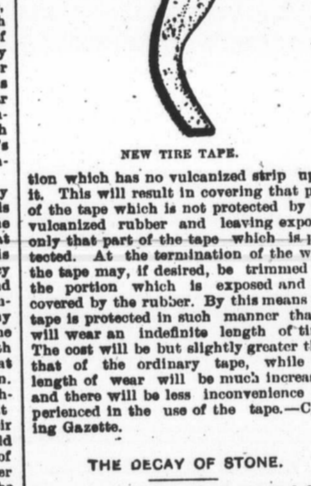 NEW TIRE TAPE.
tion which has no vulcanized strip
it. This will result in covering that
of the tape which is not protected by
vulcanized rubber and leaving
only that part of the tape which is
tected. At the termination of the
the tape may, if desired, be trimmed
the portion which is exposed and
covered by the rubber. By this means
tape is protected in such manner
will wear an indefinite length of
The cost will be but slightly greater
that of the ordinary tape, while
length of wear will be much
and there will be less inconvenience
perienced in the use of the tape.—
ing Gazette.
THE DECAY OF STONE.